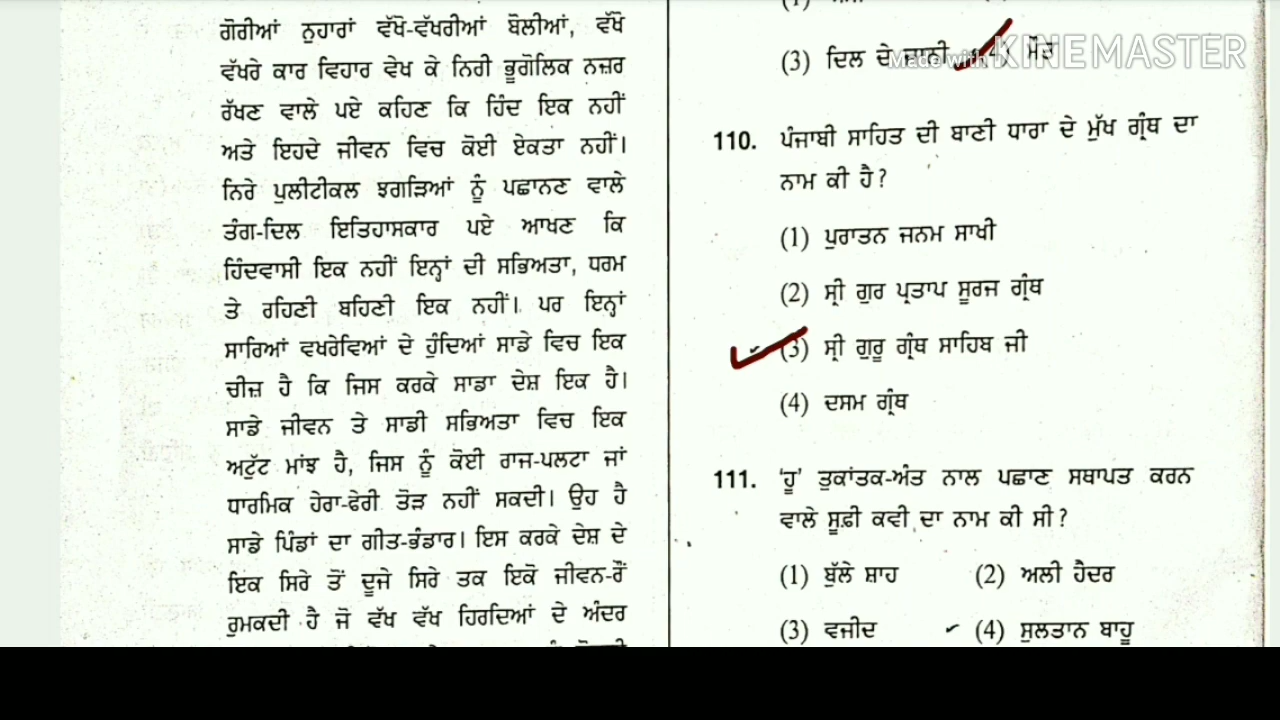 ਗੋਰੀਆਂ ਨੁਹਾਰਾਂ ਵੱਖੋ-ਵੱਖਰੀਆਂ ਬੋਲੀਆਂ, ਵੱਖੋ
ਵੱਖਰੇ ਕਾਰ ਵਿਹਾਰ ਵੇਖ ਕੇ ਨਿਰੀ ਭੂਗੋਲਿਕ ਨਜ਼ਰ
ਰੱਖਣ ਵਾਲੇ ਪਏ ਕਹਿਣ ਕਿ ਹਿੰਦ ਇਕ ਨਹੀਂ
ਅਤੇ ਇਹਦੇ ਜੀਵਨ ਵਿਚ ਕੋਈ ਏਕਤਾ ਨਹੀਂ।
ਨਿਰੇ ਪੁਲੀਟੀਕਲ ਝਗੜਿਆਂ ਨੂੰ ਪਛਾਨਣ ਵਾਲੇ
ਤੰਗ-ਦਿਲ ਇਤਿਹਾਸਕਾਰ ਪਏ ਆਖਣ ਕਿ
ਹਿੰਦਵਾਸੀ ਇਕ ਨਹੀਂ ਇਨ੍ਹਾਂ ਦੀ ਸਭਿਅਤਾ, ਧਰਮ
ਤੇ ਰਹਿਣੀ ਬਹਿਣੀ ਇਕ ਨਹੀਂ। ਪਰ ਇਨ੍ਹਾਂ
ਸਾਰਿਆਂ ਵਖਰੇਵਿਆਂ ਦੇ ਹੁੰਦਿਆਂ ਸਾਡੇ ਵਿਚ ਇਕ
ਚੀਜ਼ ਹੈ ਕਿ ਜਿਸ ਕਰਕੇ ਸਾਡਾ ਦੇਸ਼ ਇਕ ਹੈ।
ਸਾਡੇ ਜੀਵਨ ਤੇ ਸਾਡੀ ਸਭਿਅਤਾ ਵਿਚ ਇਕ
ਅਟੁੱਟ ਸਾਂਝ ਹੈ, ਜਿਸ ਨੂੰ ਕੋਈ ਰਾਜ-ਪਲਟਾ ਜਾਂ
ਧਾਰਮਿਕ ਹੇਰਾ-ਫੇਰੀ ਤੋੜ ਨਹੀਂ ਸਕਦੀ। ਉਹ ਹੈ
ਸਾਡੇ ਪਿੰਡਾਂ ਦਾ ਗੀਤ-ਭੰਡਾਰ। ਇਸ ਕਰਕੇ ਦੇਸ਼ ਦੇ
ਇਕ ਸਿਰੇ ਤੋਂ ਦੂਜੇ ਸਿਰੇ ਤਕ ਇਕੋ ਜੀਵਨ-ਰੌਂ
ਰੁਮਕਦੀ ਹੈ ਜੋ ਵੱਖ ਵੱਖ ਹਿਰਦਿਆਂ ਦੇ ਅੰਦਰ
(3) ਦਿਲ ਦੇ ਜਾਨੀ (4) ਮੌਤ
Made with KINEMASTER
110. ਪੰਜਾਬੀ ਸਾਹਿਤ ਦੀ ਬਾਣੀ ਧਾਰਾ ਦੇ ਮੁੱਖ ਗ੍ਰੰਥ ਦਾ
ਨਾਮ ਕੀ ਹੈ?
(1) ਪੁਰਾਤਨ ਜਨਮ ਸਾਖੀ
(2) ਸ੍ਰੀ ਗੁਰ ਪ੍ਰਤਾਪ ਸੂਰਜ ਗ੍ਰੰਥ
(3) ਸ੍ਰੀ ਗੁਰੂ ਗ੍ਰੰਥ ਸਾਹਿਬ ਜੀ
(4) ਦਸਮ ਗ੍ਰੰਥ
111. 'ਹੂ' ਤੁਕਾਂਤਕ-ਅੰਤ ਨਾਲ ਪਛਾਣ ਸਥਾਪਤ ਕਰਨ
ਵਾਲੇ ਸੂਫ਼ੀ ਕਵੀ ਦਾ ਨਾਮ ਕੀ ਸੀ?
(1) ਬੁੱਲੇ ਸ਼ਾਹ (2) ਅਲੀ ਹੈਦਰ
(3) ਵਜੀਦ (4) ਸੁਲਤਾਨ ਬਾਹੂ